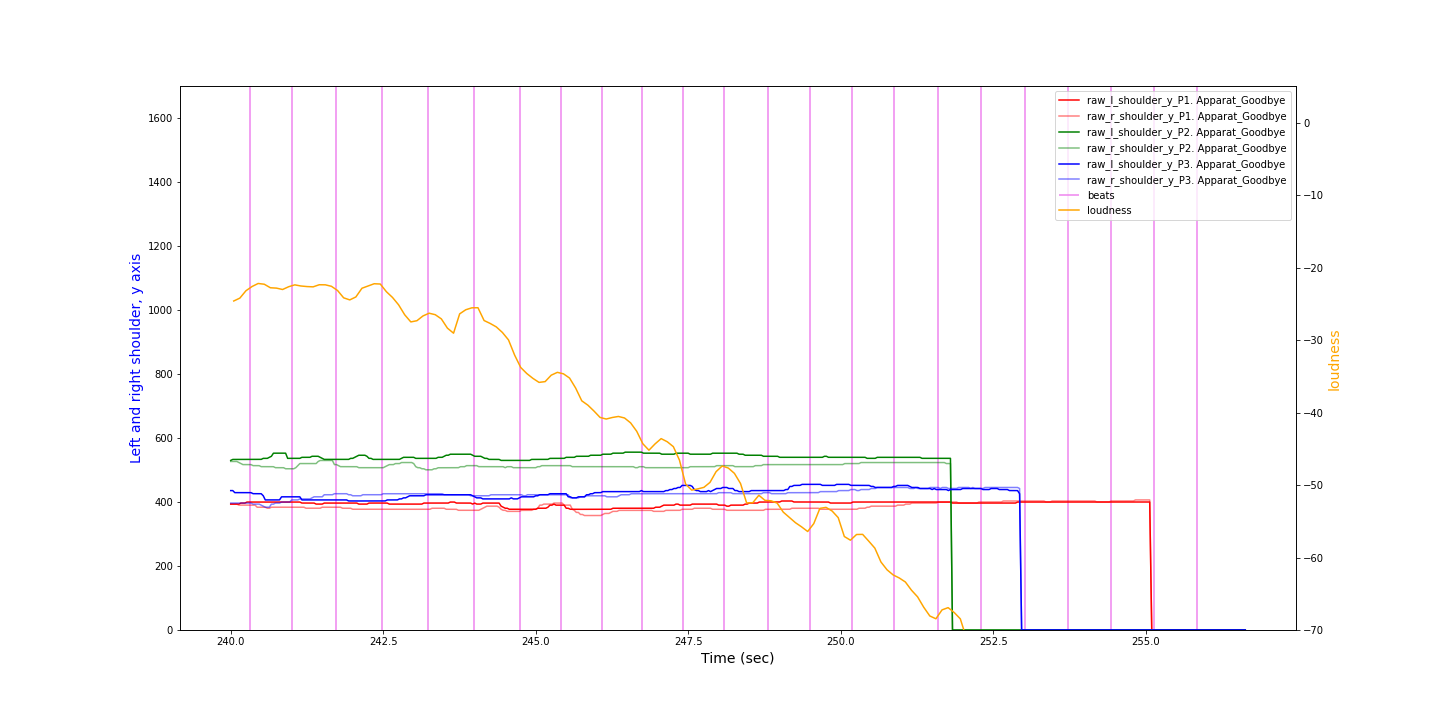 1600
1400
1200
1000
800
600
400
200
0
Left and right shoulder, y axis
raw_l_shoulder_y_P1. Apparat_Goodbye
raw_r_shoulder_y_P1. Apparat_Goodbye
raw_l_shoulder_y_P2. Apparat_Goodbye
raw_r_shoulder_y_P2. Apparat_Goodbye
raw_l_shoulder_y_P3. Apparat_Goodbye
raw_r_shoulder_y_P3. Apparat_Goodbye
beats
loudness
0
−10
−20
−30
−40
−50
−60
−70
loudness
240.0 242.5 245.0 247.5 250.0 252.5 255.0
Time (sec)